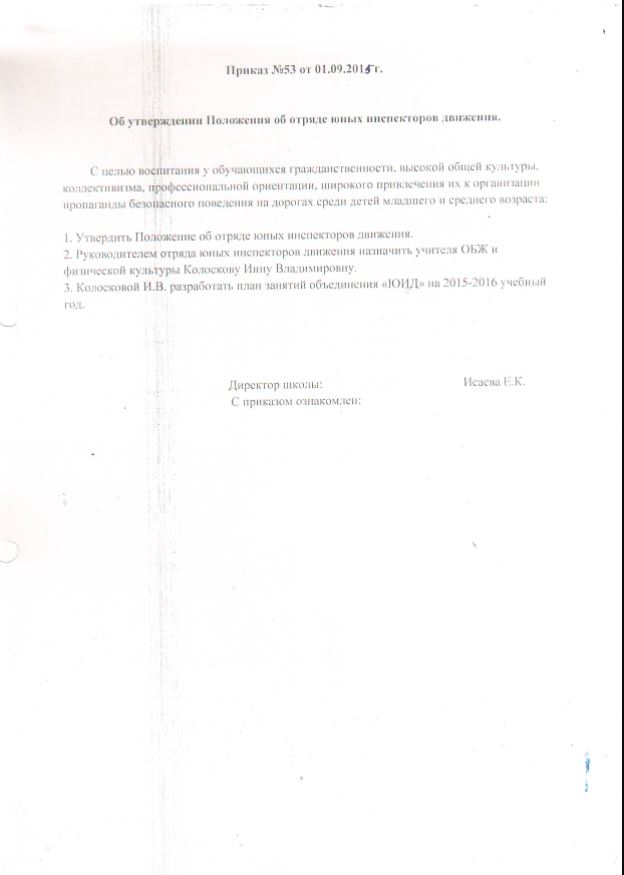 Приказ №53 от 01.09.2015 г.
Об утверждении Положения об отряде юных инспекторов движения.
С целью воспитания у обучающихся гражданственности, высокой общей культуры,
коллективизма, профессиональной ориентации, широкого привлечения их к организации
пропаганды безопасного поведения на дорогах среди детей младшего и среднего возраста:
1. Утвердить Положение об отряде юных инспекторов движения.
2. Руководителем отряда юных инспекторов движения назначить учителя ОБЖ и
физической культуры Колоскову Инну Владимировну.
3. Колосковой И.В. разработать план занятий объединения «ЮИД» на 2015-2016 учебный
год.
Директор школы: Исаева Е.К.
С приказом ознакомлен: